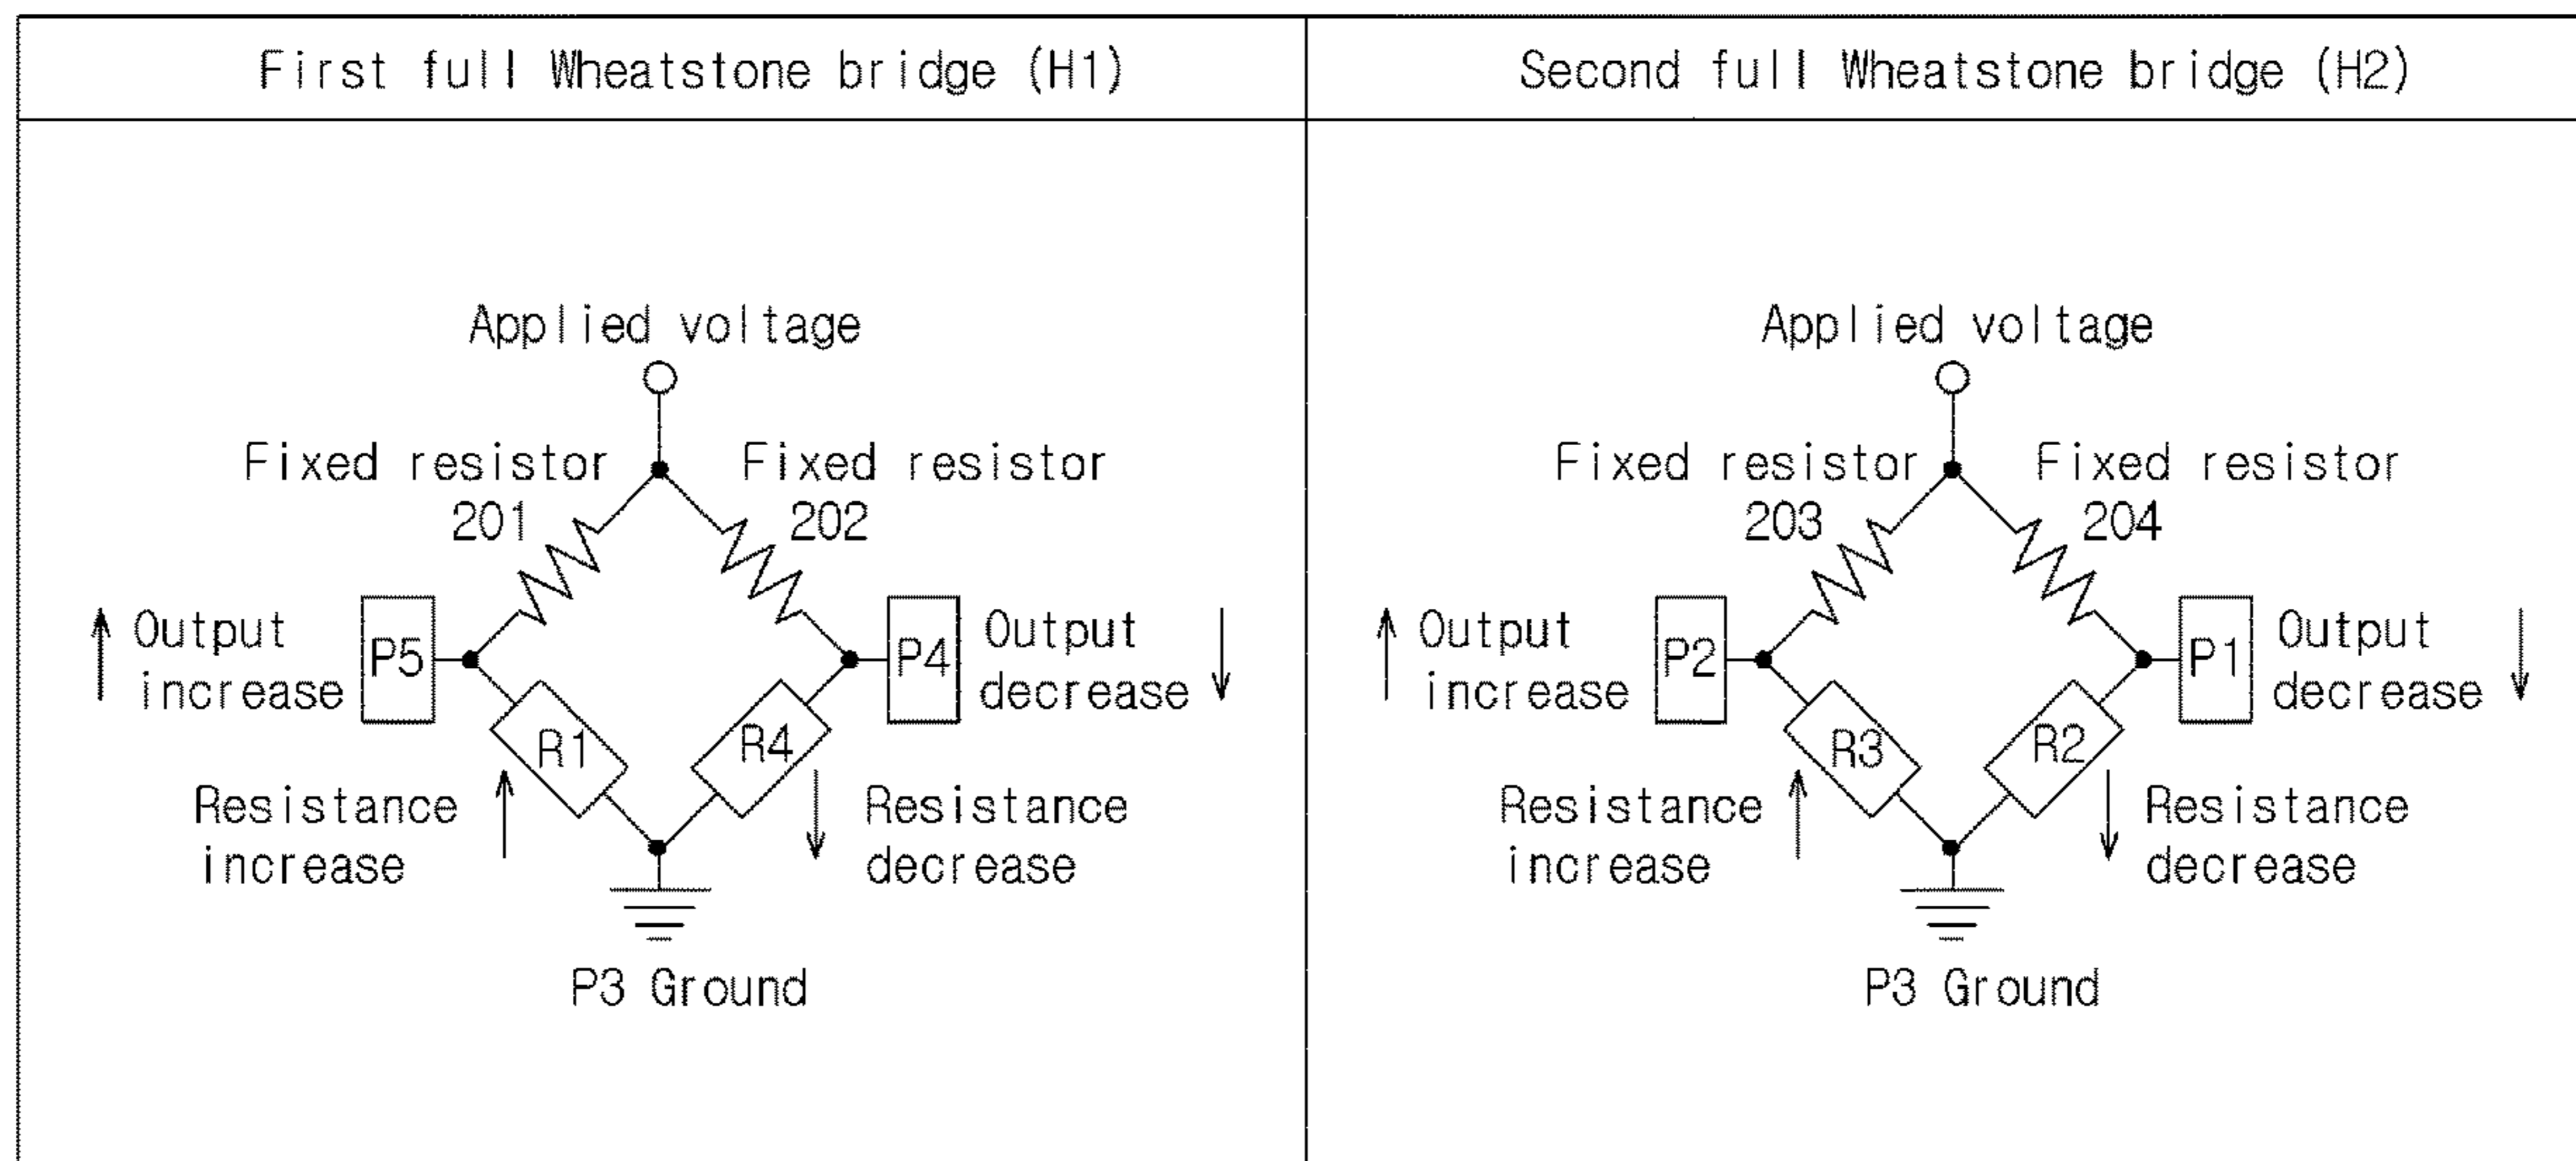 First full Wheatstone bridge (H1)
Second full Wheatstone bridge (H2)
Applied voltage
Fixed resistor
201
Fixed resistor
202
Output
increase
P5
P4
Output
decrease
R1
R4
Resistance
increase
Resistance
decrease
P3 Ground
Applied voltage
Fixed resistor
203
Fixed resistor
204
Output
increase
P2
P1
Output
decrease
R3
R2
Resistance
increase
Resistance
decrease
P3 Ground